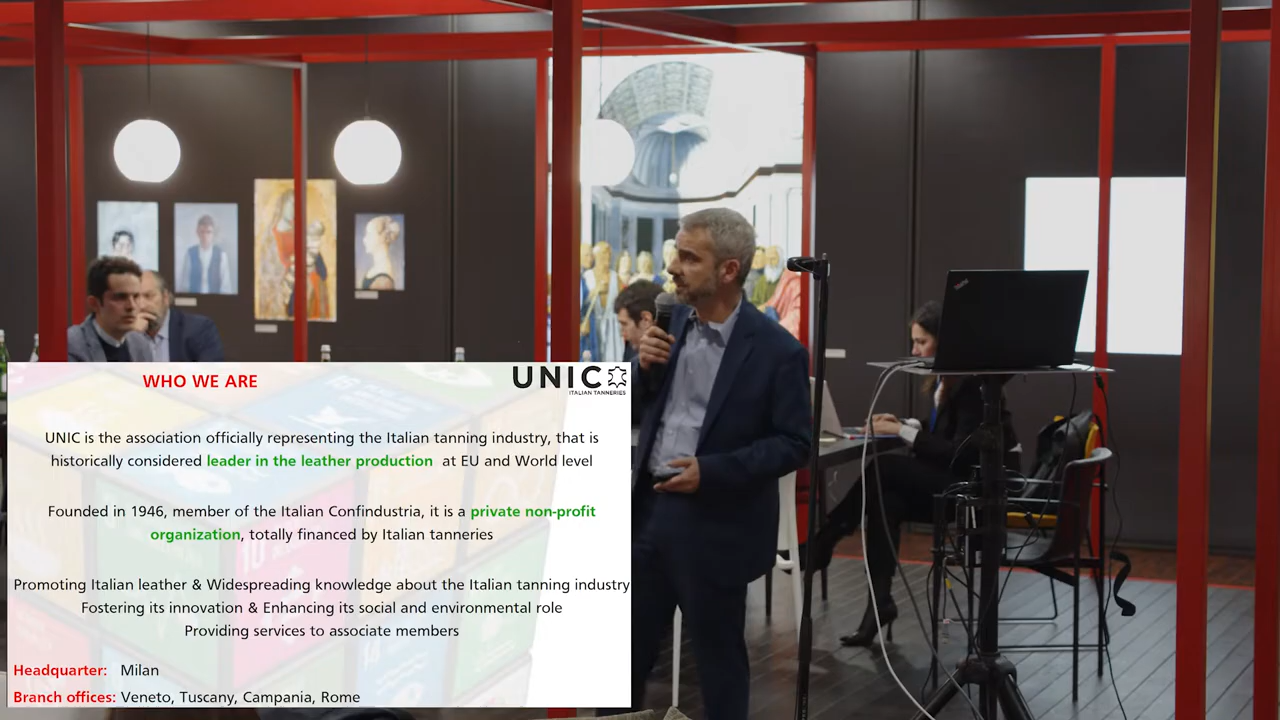 WHO WE ARE
UNIC
ITALIAN TANNERIES
UNIC is the association officially representing the Italian tanning industry, that is
historically considered leader in the leather production at EU and World level
Founded in 1946, member of the Italian Confindustria, it is a private non-profit
organization, totally financed by Italian tanneries
Promoting Italian leather & Widespreading knowledge about the Italian tanning industry
Fostering its innovation & Enhancing its social and environmental role
Providing services to associate members
Headquarter: Milan
Branch offices: Veneto, Tuscany, Campania, Rome